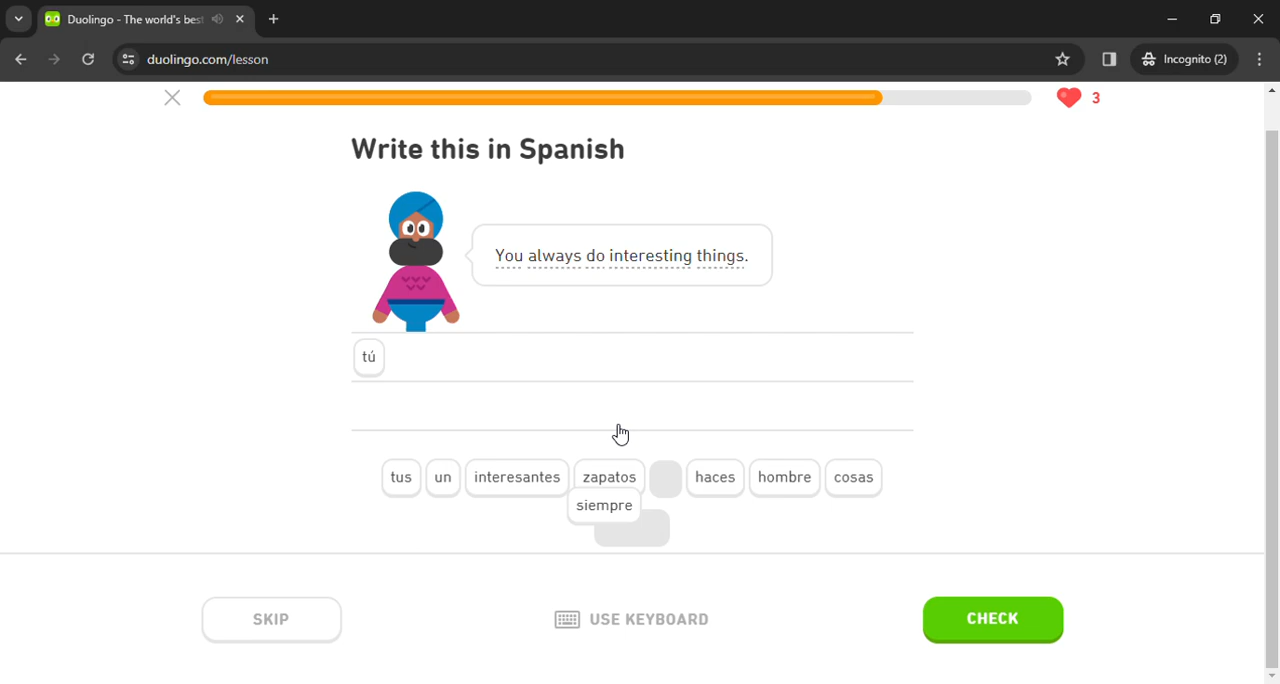 Duolingo - The world's bes
duolingo.com/lesson
Incognito (2)
3
Write this in Spanish
You always do interesting things.
tú
tus un interesantes zapatos haces hombre cosas
siempre
SKIP
USE KEYBOARD
CHECK